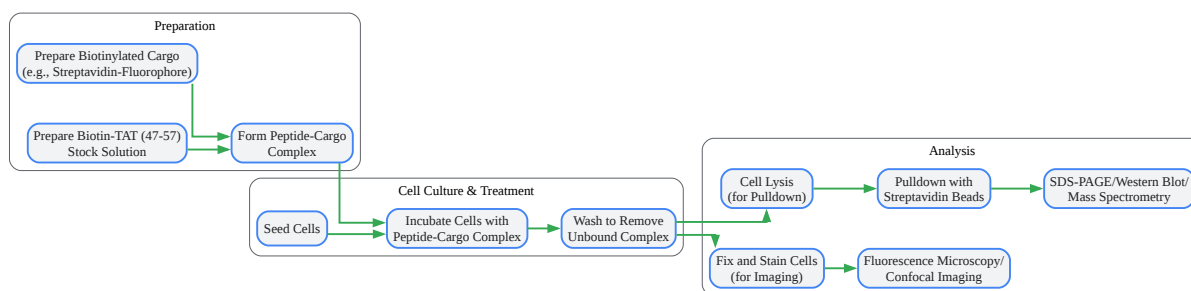 Preparation
Prepare Biotinylated Cargo
(e.g., Streptavidin-Fluorophore)
Prepare Biotin-TAT (47-57)
Stock Solution
Form Peptide-Cargo
Complex
Cell Culture & Treatment
Seed Cells
Incubate Cells with
Peptide-Cargo Complex
Wash to Remove
Unbound Complex
Analysis
Cell Lysis
(for Pulldown)
Pulldown with
Streptavidin Beads
SDS-PAGE/Western Blot/
Mass Spectrometry
Fix and Stain Cells
(for Imaging)
Fluorescence Microscopy/
Confocal Imaging